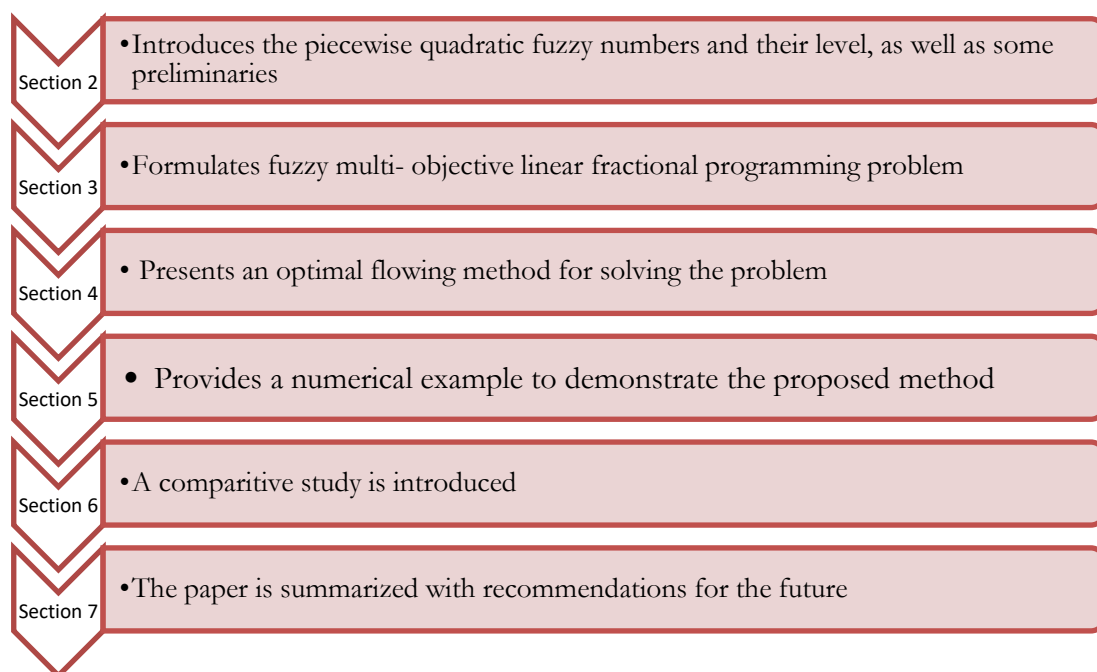 Section 2
•Introduces the piecewise quadratic fuzzy numbers and their level, as well as some
preliminaries
Section 3
•Formulates fuzzy multi- objective linear fractional programming problem
Section 4
• Presents an optimal flowing method for solving the problem
Section 5
• Provides a numerical example to demonstrate the proposed method
Section 6
•A comparitive study is introduced
Section 7
•The paper is summarized with recommendations for the future